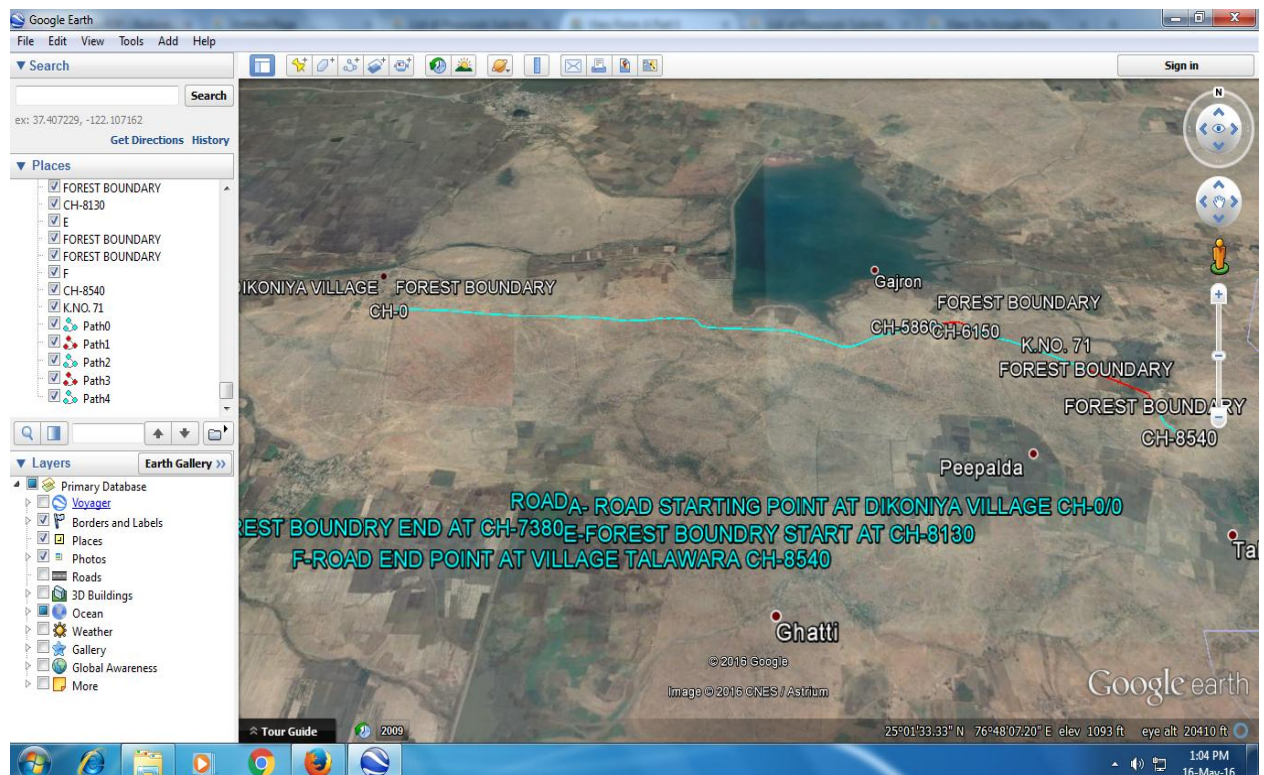 Google Earth
File Edit View Tools Add Help
Search
Search
ex: 37.407229, -122.107162
Get Directions History
Places
FOREST BOUNDARY
CH-8130
E
FOREST BOUNDARY
FOREST BOUNDARY
F
CH-8540
K.NO. 71
Path0
Path1
Path2
Path3
Path4
Layers
Earth Gallery >>
Primary Database
Voyager
Borders and Labels
Places
Photos
Roads
3D Buildings
Ocean
Weather
Gallery
Global Awareness
More
Sign in
N
IKONIYA VILLAGE FOREST BOUNDARY
CH-0
Gajron
FOREST BOUNDARY
CH-5860 CH-6150
K.NO. 71
FOREST BOUNDARY
FOREST BOUNDARY
CH-8540
Peepalda
ROAD A- ROAD STARTING POINT AT DIKONIYA VILLAGE CH-0/0
REST BOUNDRY END AT CH-7380 E-FOREST BOUNDRY START AT CH-8130
F-ROAD END POINT AT VILLAGE TALAWARA CH-8540
Ghatti
© 2016 Google
Image © 2016 CNES / Astrium
Google earth
Tour Guide
2009
25°01'33.33" N 76°48'07.20" E elev 1093 ft eye alt 20410 ft
1:04 PM
16-May-16